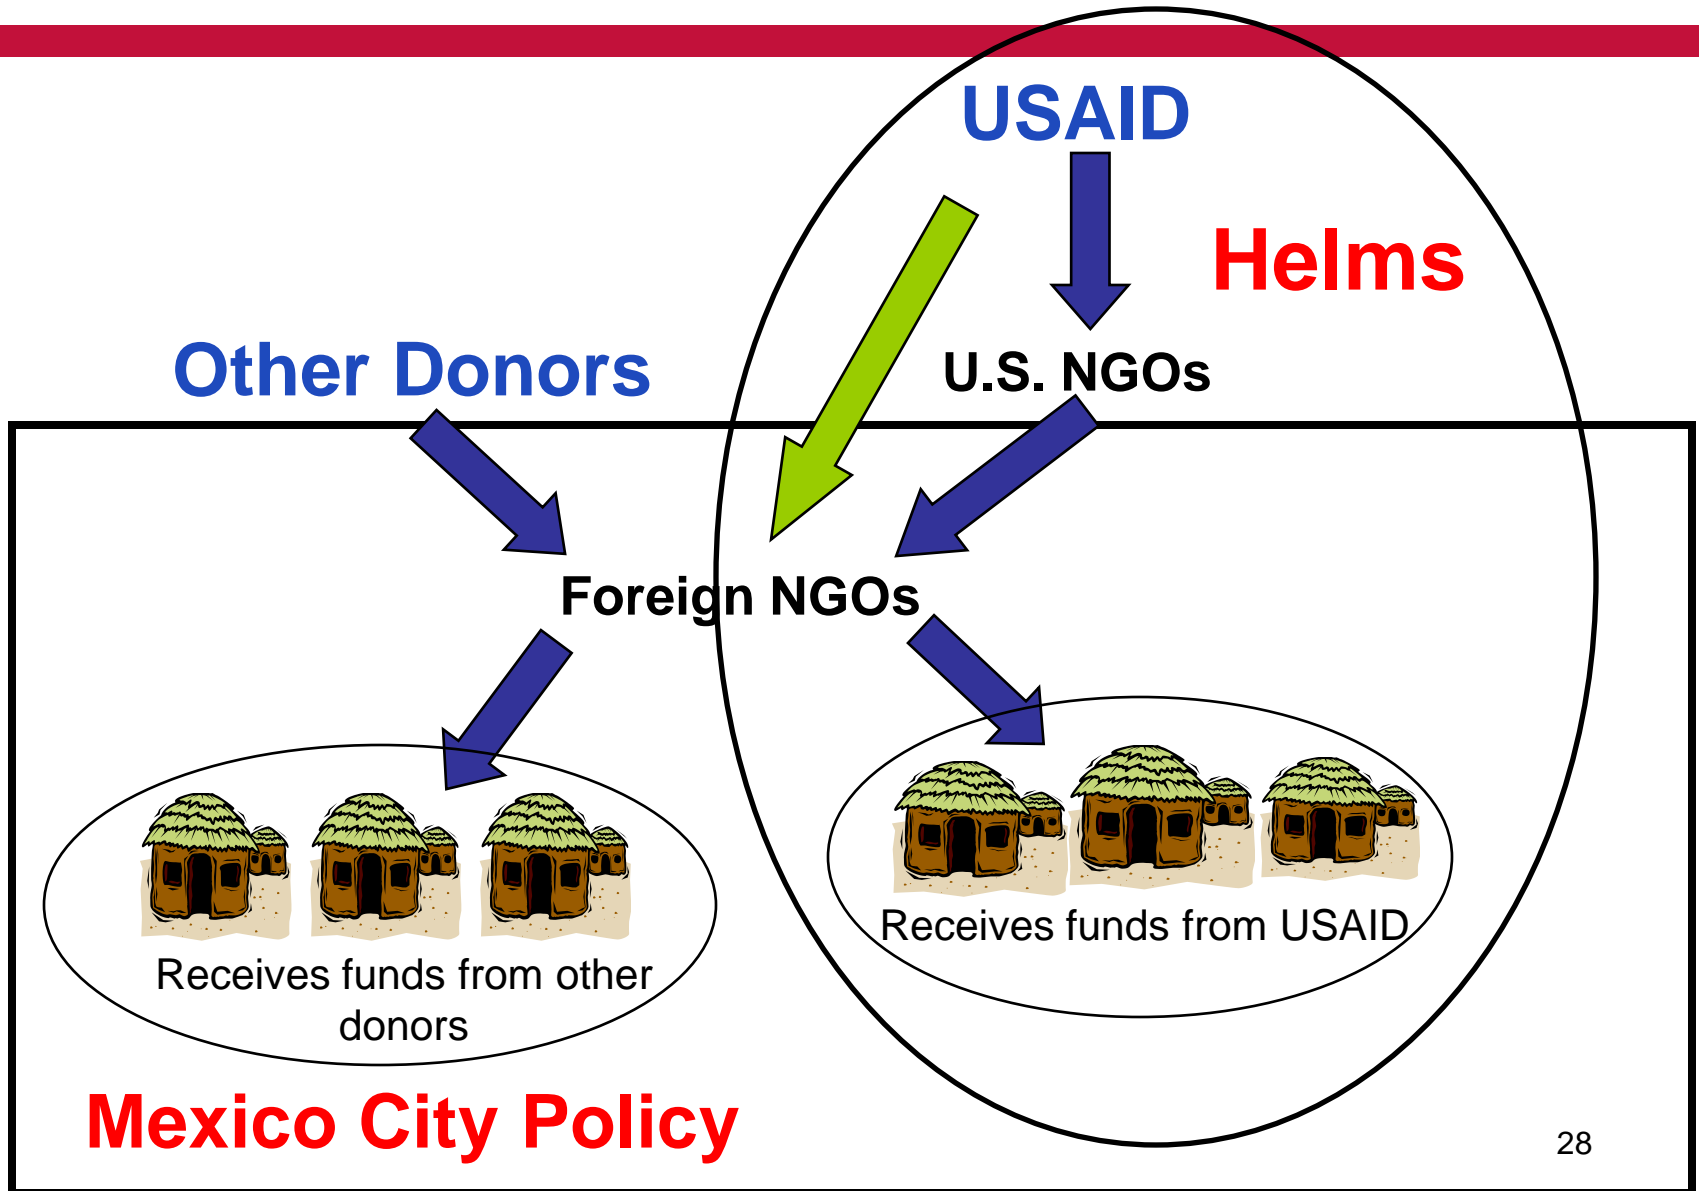 USAID
Helms
Other Donors
U.S. NGOs
Foreign NGOs
Receives funds from USAID
Receives funds from other
donors
Mexico City Policy
28